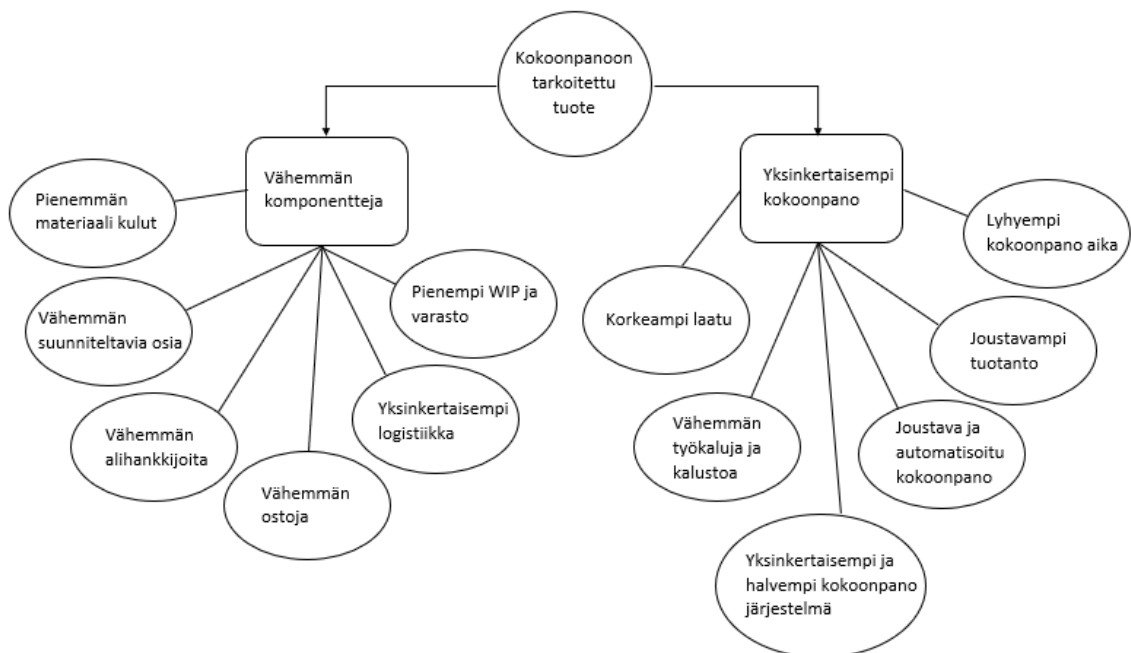 Kokoonpanoon
tarkoitettu
tuote
Vähemmän
komponentteja
Pienemmän
materiaali kulut
Vähemmän
suunniteltavia osia
Vähemmän
alihankkijoita
Vähemmän
ostoja
Yksinkertaisempi
logistiikka
Pienempi WIP ja
varasto
Yksinkertaisempi
kokoonpano
Korkeampi laatu
Vähemmän
työkaluja ja
kalustoa
Yksinkertaisempi ja
halvempi kokoonpano
järjestelmä
Joustava ja
automatisoitu
kokoonpano
Joustavampi
tuotanto
Lyhyempi
kokoonpano aika